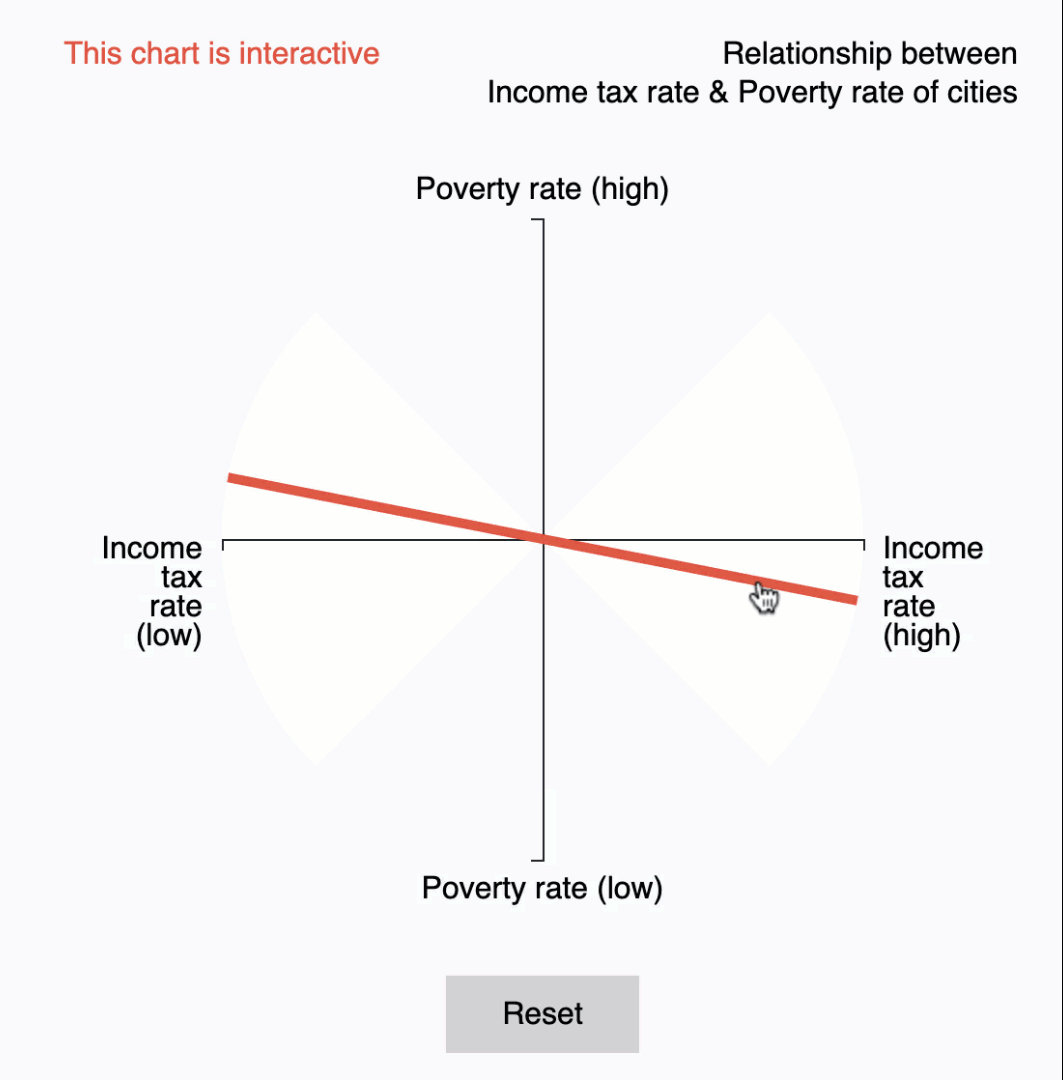 This chart is interactive
Relationship between
Income tax rate & Poverty rate of cities
Poverty rate (high)
Income
tax
rate
(low)
Income
tax
rate
(high)
Poverty rate (low)
Reset